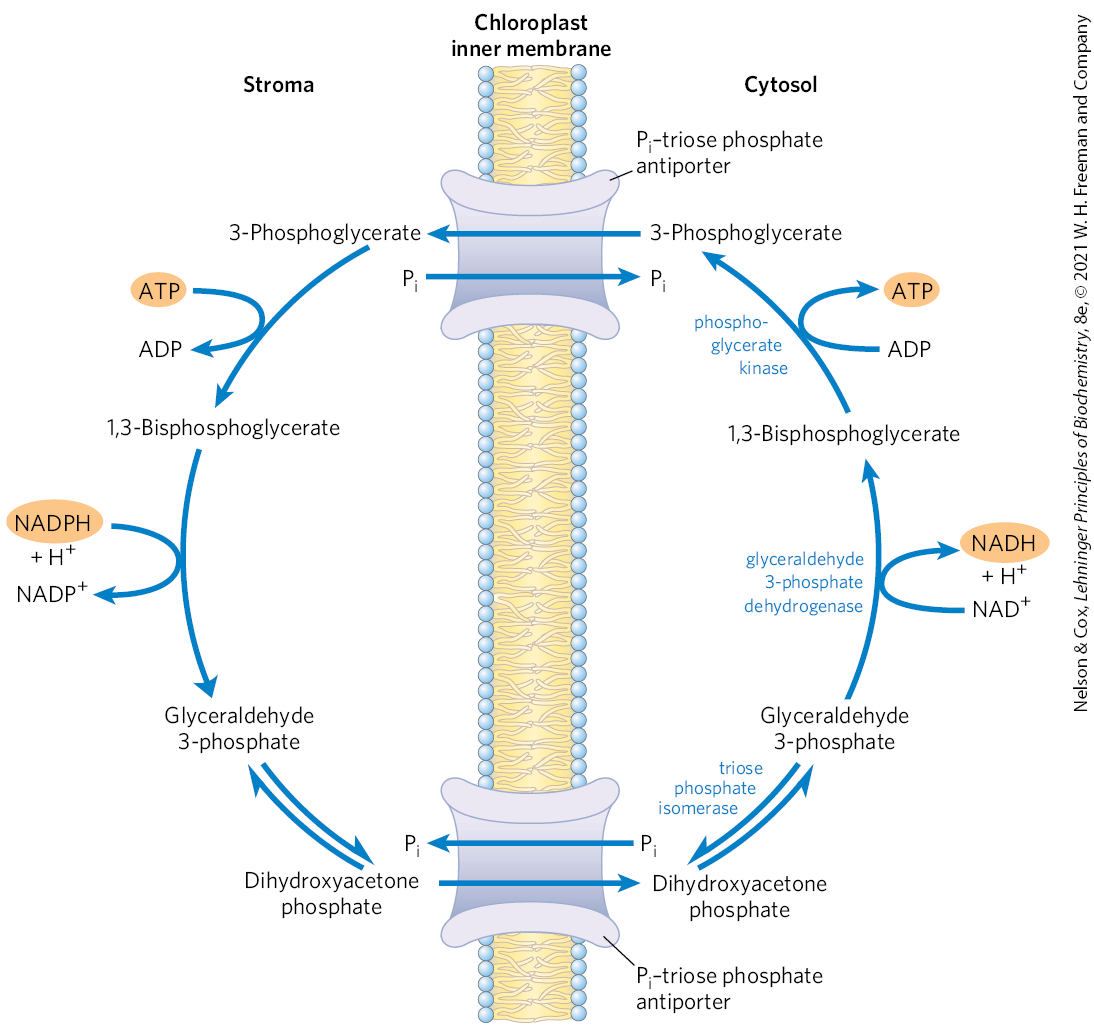 Chloroplast
inner membrane
Stroma
Cytosol
Pi–triose phosphate
antiporter
3-Phosphoglycerate
3-Phosphoglycerate
Pi
Pi
ATP
ADP
phospho-
glycerate
kinase
ATP
ADP
1,3-Bisphosphoglycerate
1,3-Bisphosphoglycerate
NADPH
+ H+
NADP+
glyceraldehyde
3-phosphate
dehydrogenase
NADH
+ H+
NAD+
Glyceraldehyde
3-phosphate
Glyceraldehyde
3-phosphate
triose
phosphate
isomerase
Pi
Pi
Dihydroxyacetone
phosphate
Dihydroxyacetone
phosphate
Pi–triose phosphate
antiporter
Nelson & Cox, Lehninger Principles of Biochemistry, 8e, © 2021 W. H. Freeman and Company